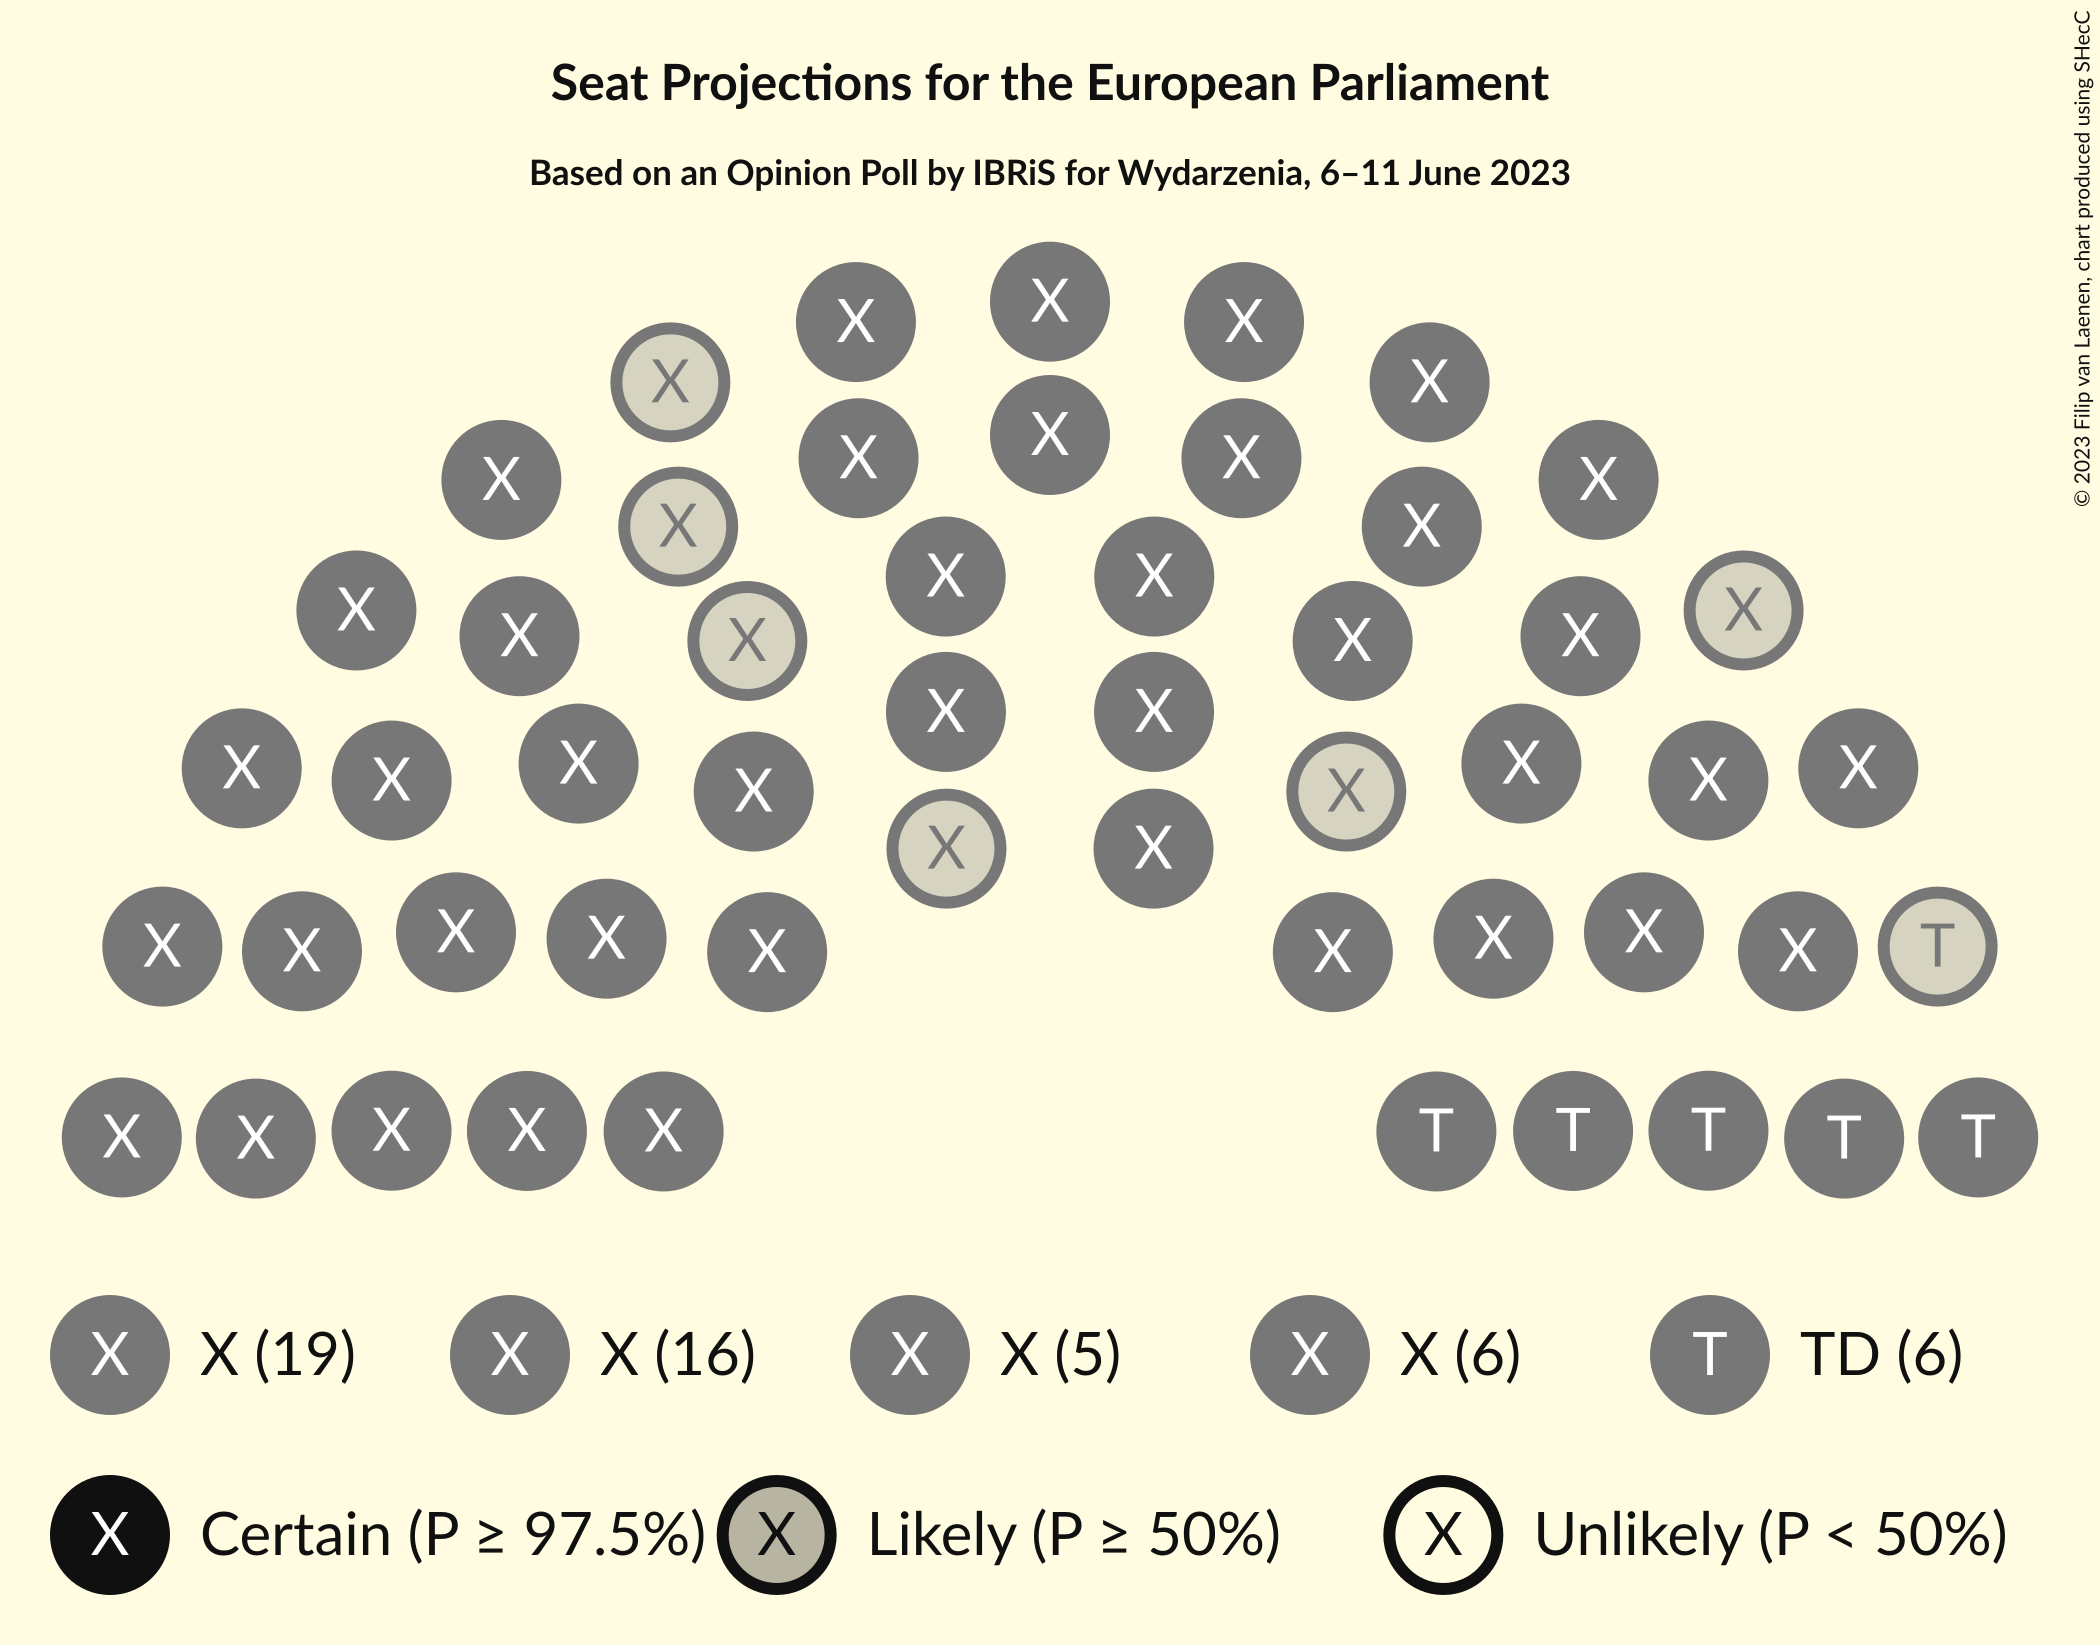 Seat Projections for the European Parliament
Based on an Opinion Poll by IBRiS for Wydarzenia, 6–11 June 2023
© 2023 Filip van Laenen, chart produced using SHecC
X
X X
X X
X
X X
X X
X X
X X
X X
X X
X X
X X
X X
X X
X X
X X
X X X X
X X
X X
X X
X X
X X
X T
X X
X X
X X
X X X T T T
X X T T
X X (19) X X (16) X X (5) X X (6) T TD (6)
X Certain (P ≥ 97.5%) X Likely (P ≥ 50%) X Unlikely (P < 50%)